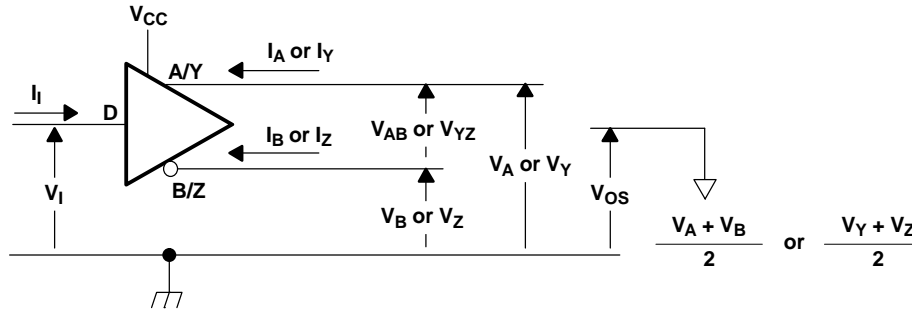 VCC
IA or IY
A/Y
II
D
IB or IZ
VAB or VYZ
VA or VY
VI
B/Z
VB or VZ
VOS
VA + VB
2
or
VY + VZ
2